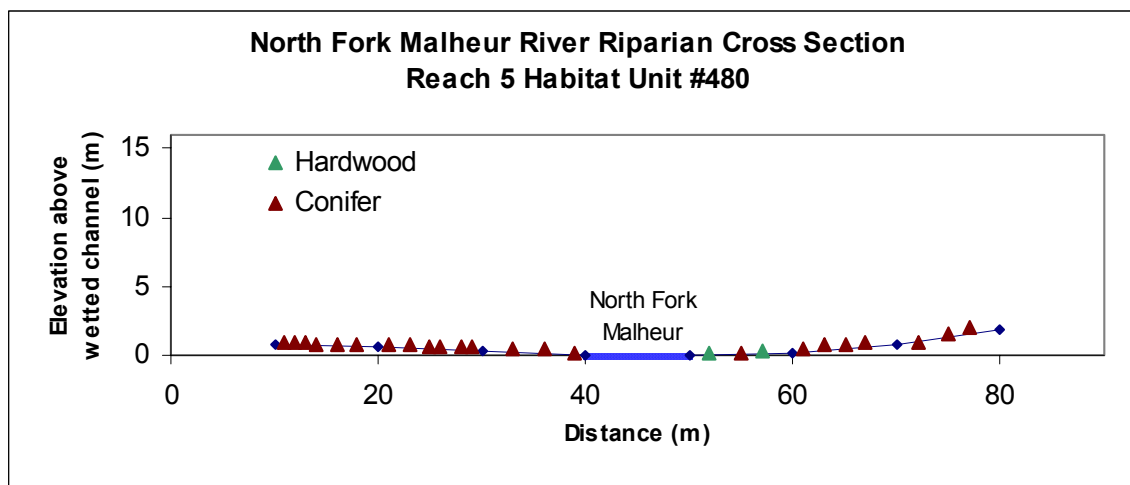 North Fork Malheur River Riparian Cross Section
Reach 5 Habitat Unit #480
Elevation above
wetted channel (m)
15
10
5
0
Hardwood
Conifer
North Fork
Malheur
0
20
40
60
80
Distance (m)